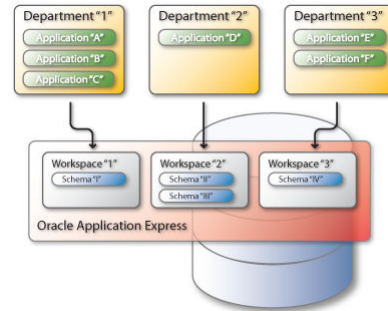 Department "1"
Application "A"
Application "B"
Application "C"
Department "2"
Application "D"
Department "3"
Application "E"
Application "F"
Workspace "1"
Schema "I"
Workspace "2"
Schema "II"
Schema "III"
Workspace "3"
Schema "IV"
Oracle Application Express